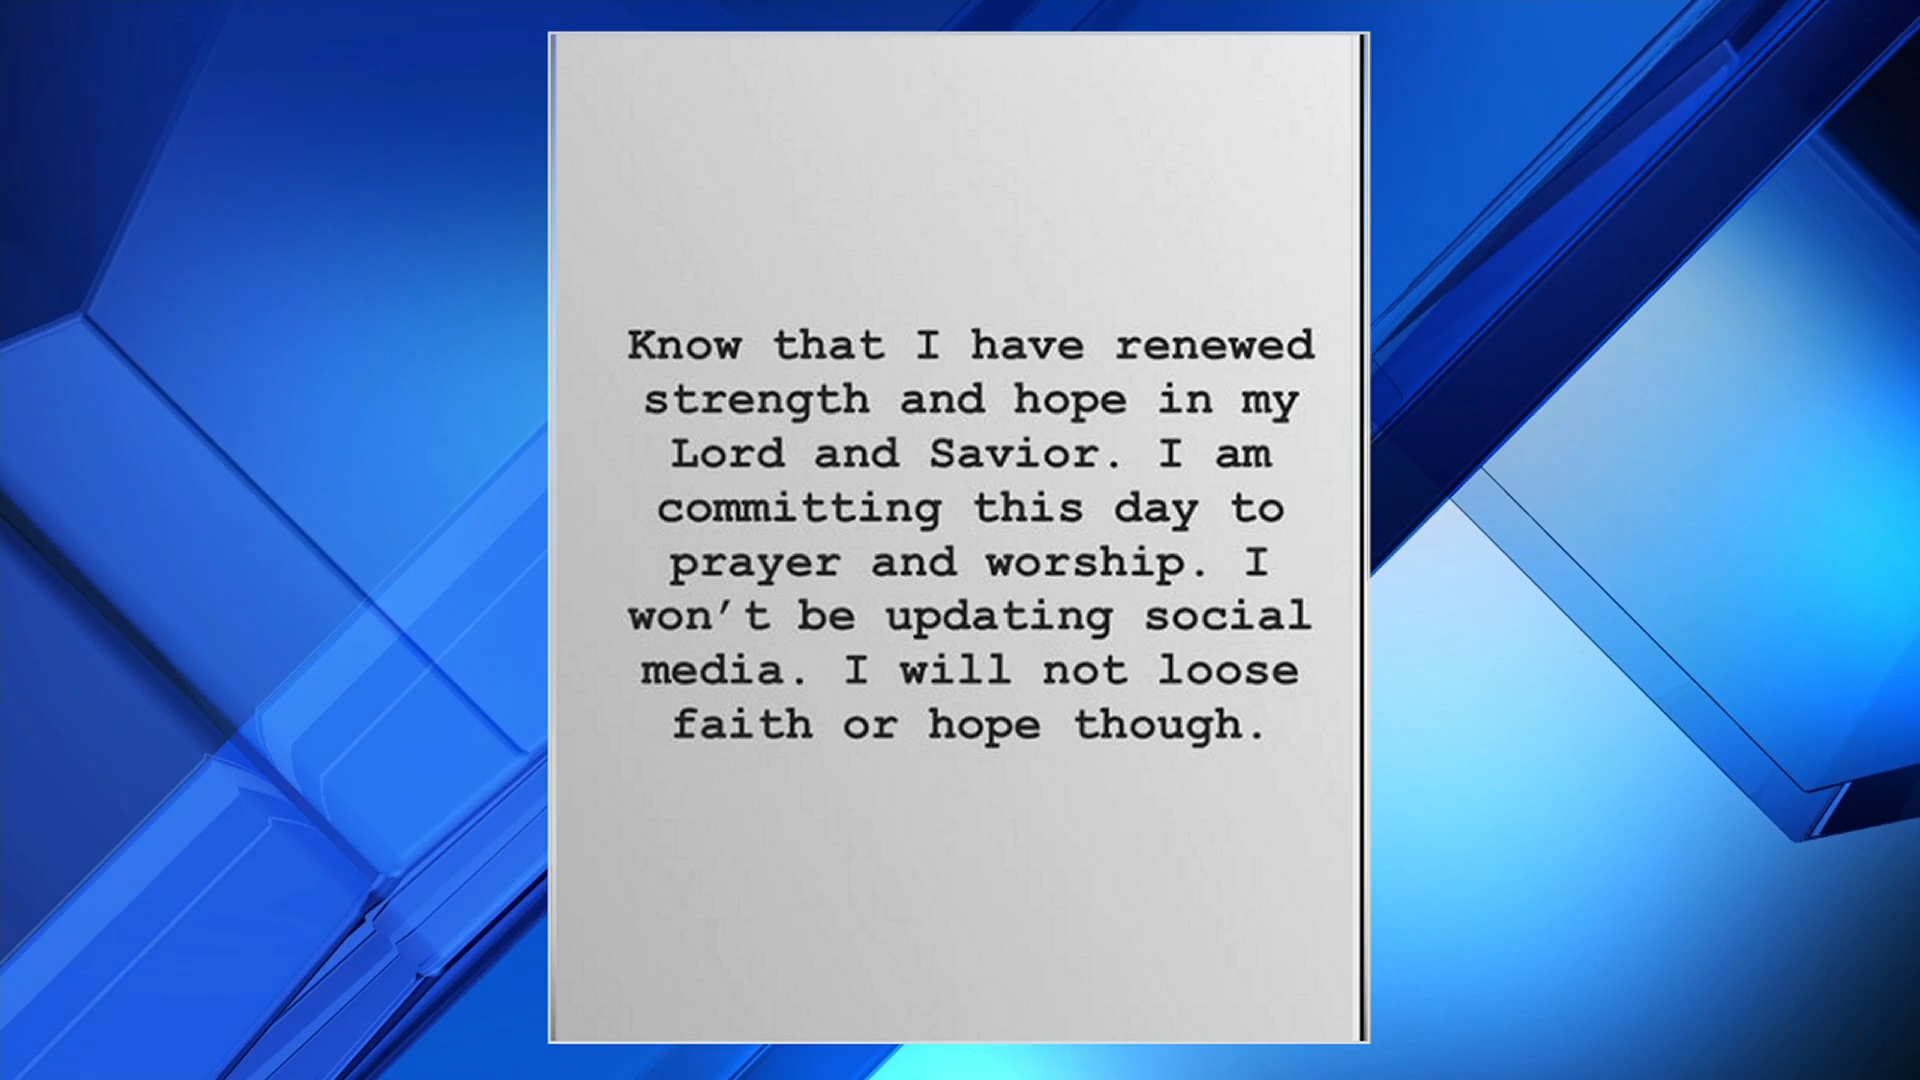 Know that I have renewed
strength and hope in my
Lord and Savior. I am
committing this day to
prayer and worship. I
won’t be updating social
media. I will not loose
faith or hope though.